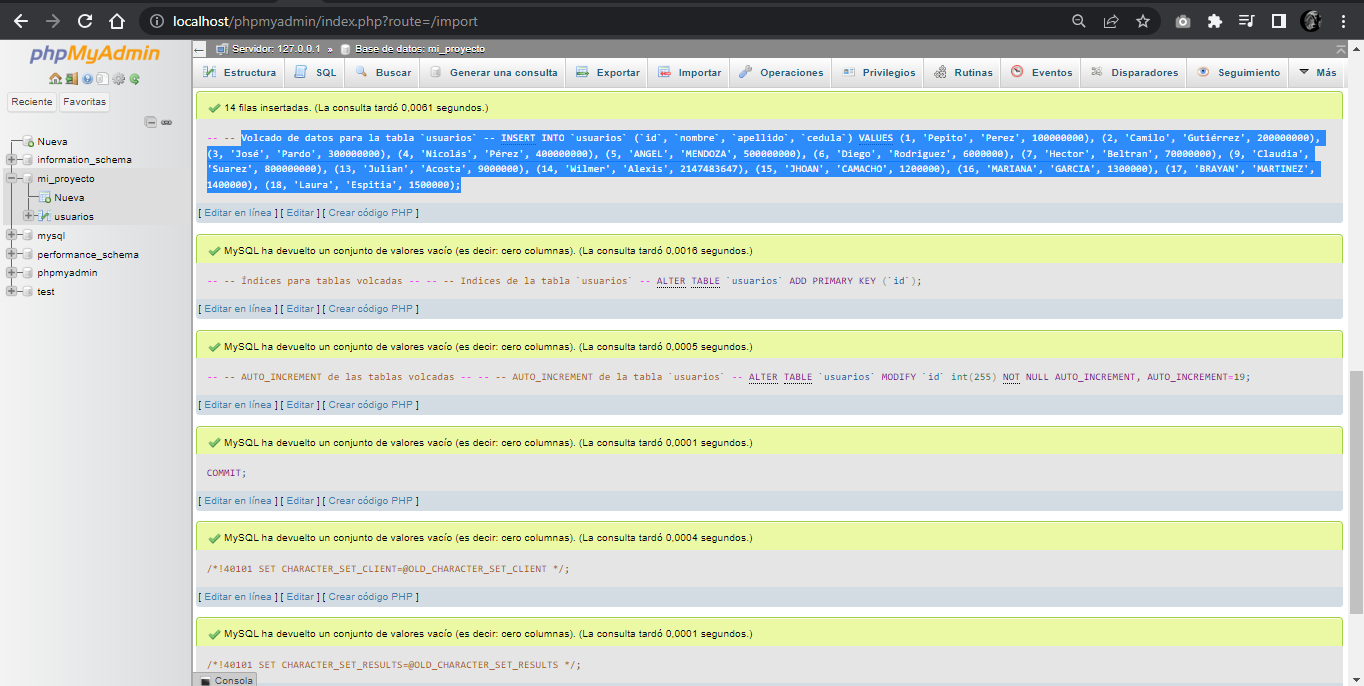 localhost/phpmyadmin/index.php?route=/import
phpMyAdmin
Reciente Favoritas
Nueva
information_schema
mi_proyecto
Nueva
usuarios
mysql
performance_schema
phpmyadmin
test
Servidor: 127.0.0.1 » Base de datos: mi_proyecto
Estructura SQL Buscar Generar una consulta Exportar Importar Operaciones Privilegios Rutinas Eventos Disparadores Seguimiento Más
14 filas insertadas. (La consulta tardó 0,0061 segundos.)
-- -- Volcado de datos para la tabla `usuarios` -- INSERT INTO `usuarios` (`id`, `nombre`, `apellido`, `cedula`) VALUES (1, 'Pepito', 'Perez', 100000000), (2, 'Camilo', 'Gutiérrez', 200000000),
(3, 'José', 'Pardo', 300000000), (4, 'Nicolás', 'Pérez', 400000000), (5, 'ANGEL', 'MENDOZA', 500000000), (6, 'Diego', 'Rodriguez', 6000000), (7, 'Hector', 'Beltran', 70000000), (9, 'Claudia',
'Suarez', 800000000), (13, 'Julian', 'Acosta', 9000000), (14, 'Wilmer', 'Alexis', 2147483647), (15, 'JHOAN', 'CAMACHO', 1200000), (16, 'MARIANA', 'GARCIA', 1300000), (17, 'BRAYAN', 'MARTINEZ',
1400000), (18, 'Laura', 'Espitia', 1500000);
[ Editar en línea ] [ Editar ] [ Crear código PHP ]
MySQL ha devuelto un conjunto de valores vacío (es decir: cero columnas). (La consulta tardó 0,0016 segundos.)
-- -- Índices para tablas volcadas -- -- -- Indices de la tabla `usuarios` -- ALTER TABLE `usuarios` ADD PRIMARY KEY (`id`);
[ Editar en línea ] [ Editar ] [ Crear código PHP ]
MySQL ha devuelto un conjunto de valores vacío (es decir: cero columnas). (La consulta tardó 0,0005 segundos.)
-- -- AUTO_INCREMENT de las tablas volcadas -- -- -- AUTO_INCREMENT de la tabla `usuarios` -- ALTER TABLE `usuarios` MODIFY `id` int(255) NOT NULL AUTO_INCREMENT, AUTO_INCREMENT=19;
[ Editar en línea ] [ Editar ] [ Crear código PHP ]
MySQL ha devuelto un conjunto de valores vacío (es decir: cero columnas). (La consulta tardó 0,0001 segundos.)
COMMIT;
[ Editar en línea ] [ Editar ] [ Crear código PHP ]
MySQL ha devuelto un conjunto de valores vacío (es decir: cero columnas). (La consulta tardó 0,0004 segundos.)
/*!40101 SET CHARACTER_SET_CLIENT=@OLD_CHARACTER_SET_CLIENT */;
[ Editar en línea ] [ Editar ] [ Crear código PHP ]
MySQL ha devuelto un conjunto de valores vacío (es decir: cero columnas). (La consulta tardó 0,0001 segundos.)
/*!40101 SET CHARACTER_SET_RESULTS=@OLD_CHARACTER_SET_RESULTS */;
Consola